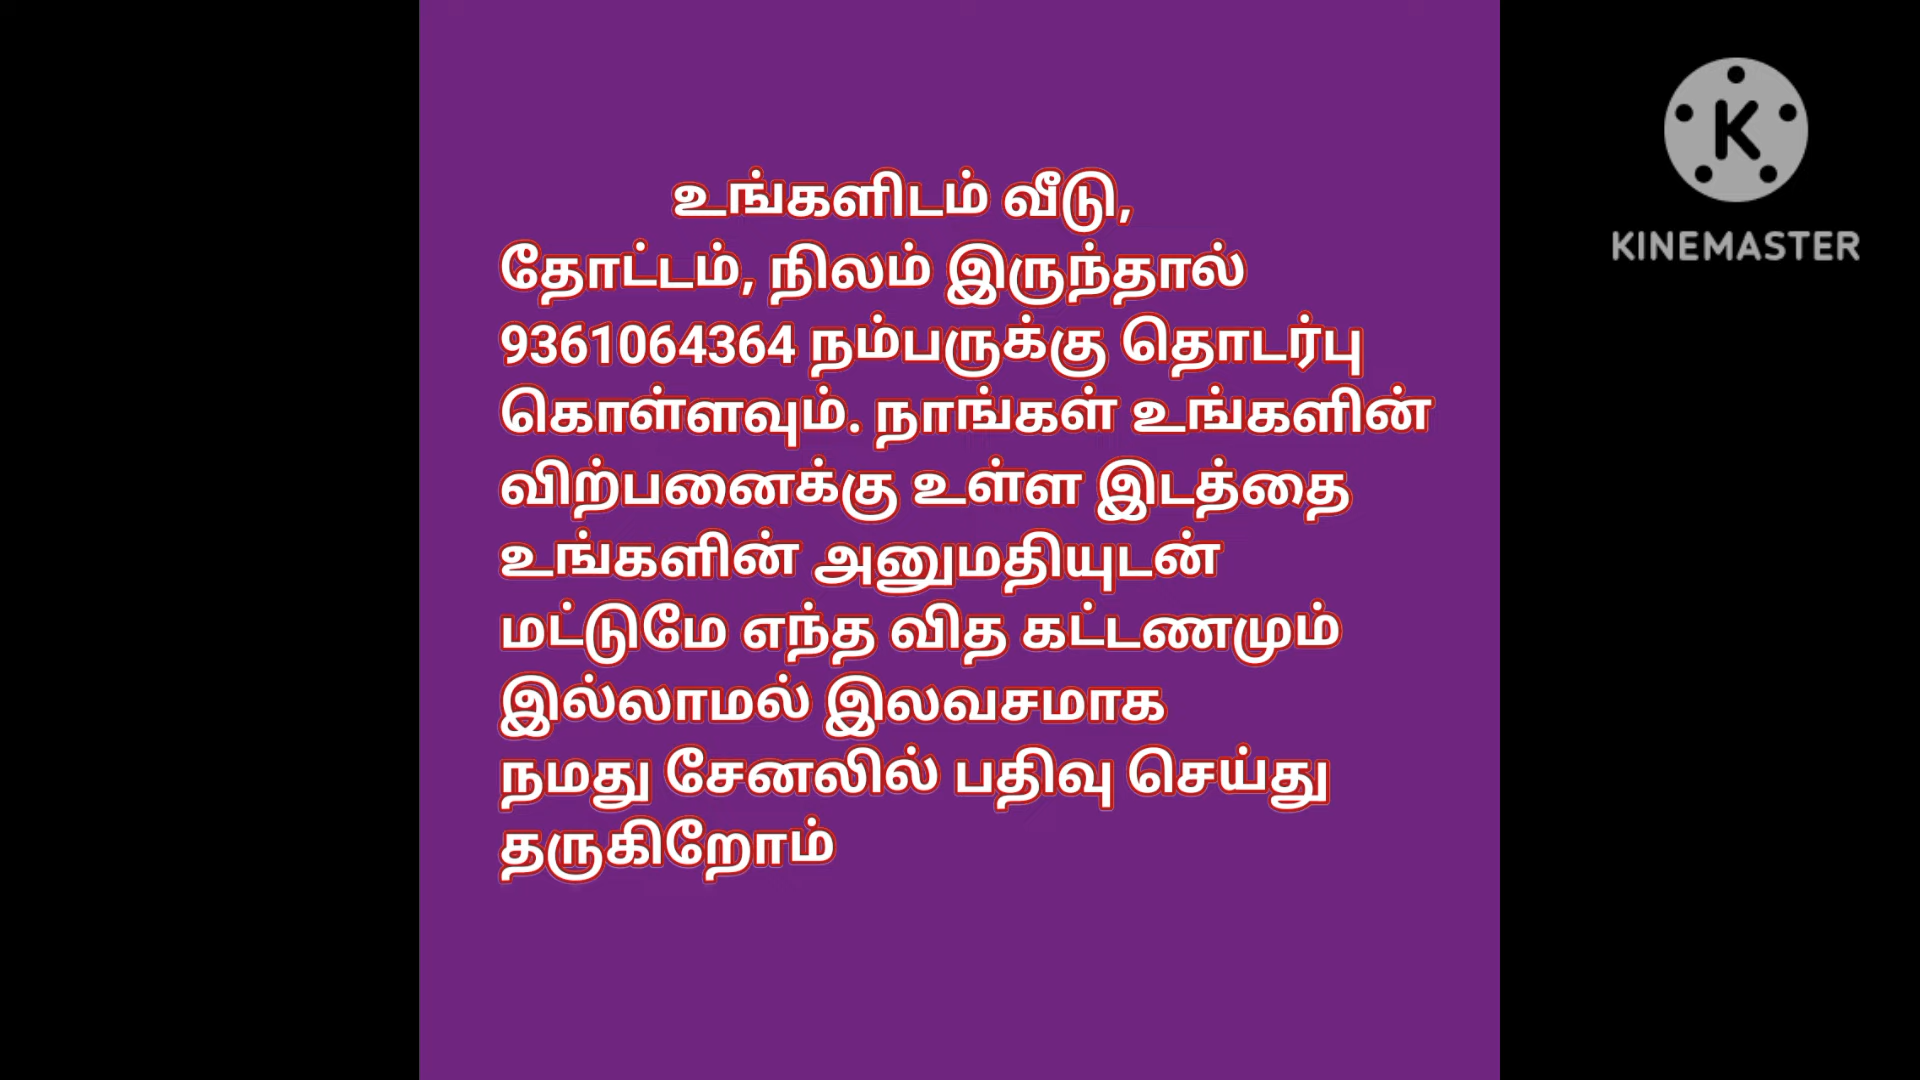 உங்களிடம் வீடு,
தோட்டம், நிலம் இருந்தால்
9361064364 நம்பருக்கு தொடர்பு
கொள்ளவும். நாங்கள் உங்களின்
விற்பனைக்கு உள்ள இடத்தை
உங்களின் அனுமதியுடன்
மட்டுமே எந்த வித கட்டணமும்
இல்லாமல் இலவசமாக
நமது சேனலில் பதிவு செய்து
தருகிறோம்
K
KINEMASTER